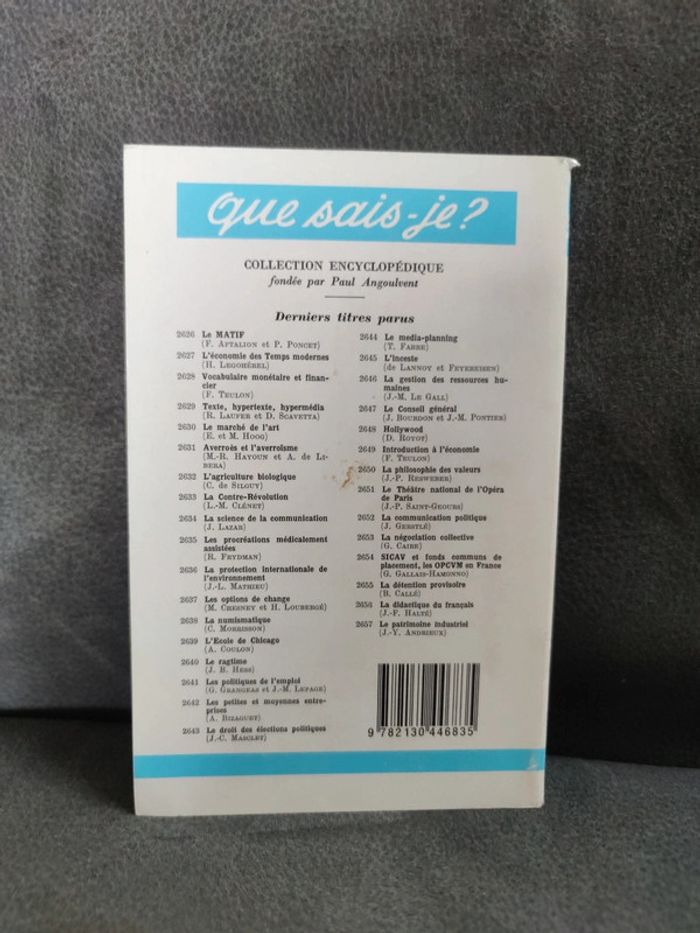 que sais-je?
COLLECTION ENCYCLOPÉDIQUE
fondée par Paul Angoulvent
Derniers titres parus
2626 Le MATIF
(F. APTALION et P. PONCET)
2627 L'économie des Temps modernes
(H. LEGOHÉREL)
2628 Vocabulaire monétaire et finan-
cier
(F. TEULON)
2629 Texte, hypertexte, hypermédia
(R. LAUFER et D. SCAVETTA)
2630 Le marché de l'art
(E. et M. HOOG)
2631 Averroès et l'averroïsme
(M.-R. HAYOUN et A. de LI-
BERA)
2632 L'agriculture biologique
(C. de SILGUY)
2633 La Contre-Révolution
(L.-M. CLÉNET)
2634 La science de la communication
(J. LAZAR)
2635 Les procréations médicalement
assistées
(R. FRYDMAN)
2636 La protection internationale de
l'environnement
(J.-L. MATHIEU)
2637 Les options de change
(M. CHESNEY et H. LOUBERGÉ)
2638 La numismatique
(C. MORRISSON)
2639 L'Ecole de Chicago
(A. COULON)
2640 Le ragtime
(J. B. HESS)
2641 Les politiques de l'emploi
(G. GRANGEAS et J.-M. LEPAGE)
2642 Les petites et moyennes entre-
prises
(A. BIZAGUET)
2643 Le droit des élections politiques
(J.-C. MASCLET)
2644 Le media-planning
(T. FABRE)
2645 L'inceste
(de LANNOY et FEYEREISEN)
2646 La gestion des ressources hu-
maines
(J.-M. LE GALL)
2647 Le Conseil général
(J. BOURDON et J.-M. PONTIER)
2648 Hollywood
(D. ROYOT)
2649 Introduction à l'économie
(F. TEULON)
2650 La philosophie des valeurs
(J.-P. RESWEBER)
2651 Le Théâtre national de l'Opéra
de Paris
(J.-P. SAINT-GEOURS)
2652 La communication politique
(J. GERSTLÉ)
2653 La négociation collective
(G. CAIRE)
2654 SICAV et fonds communs de
placement, les OPCVM en France
(G. GALLAIS-HAMONNO)
2655 La détention provisoire
(B. CALLÉ)
2656 La didactique du français
(J.-F. HALTÉ)
2657 Le patrimoine industriel
(J.-Y. ANDRIEUX)
9 782130 446835